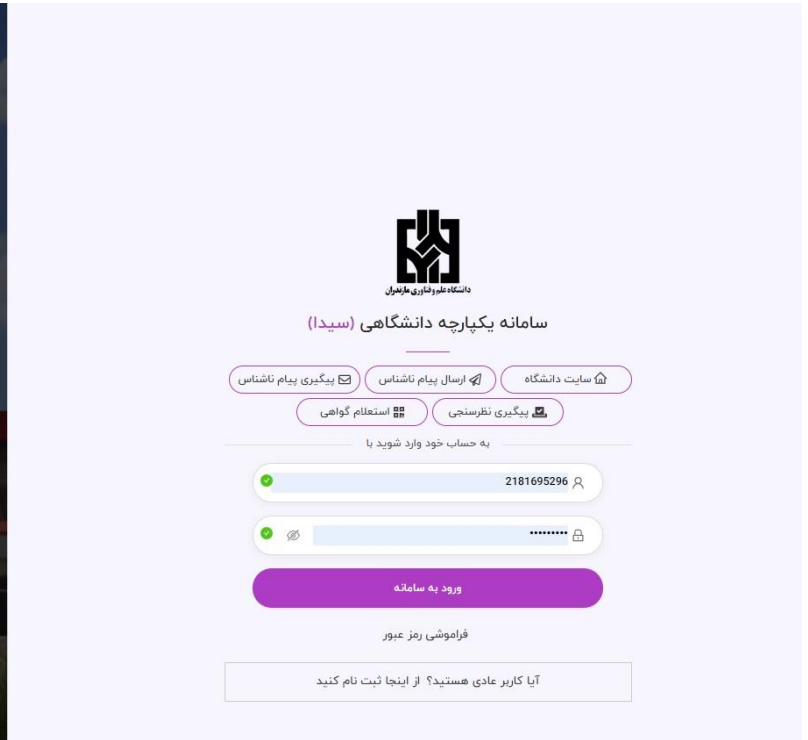 دانشگاه علم و فناوری مازندران
سامانه یکپارچه دانشگاهی (سیدا)
سایت دانشگاه ارسال پیام ناشناس پیگیری پیام ناشناس
پیگیری نظرسنجی استعلام گواهی
به حساب خود وارد شوید با
2181695296
•••••••••
ورود به سامانه
فراموشی رمز عبور
آیا کاربر عادی هستید؟ از اینجا ثبت نام کنید